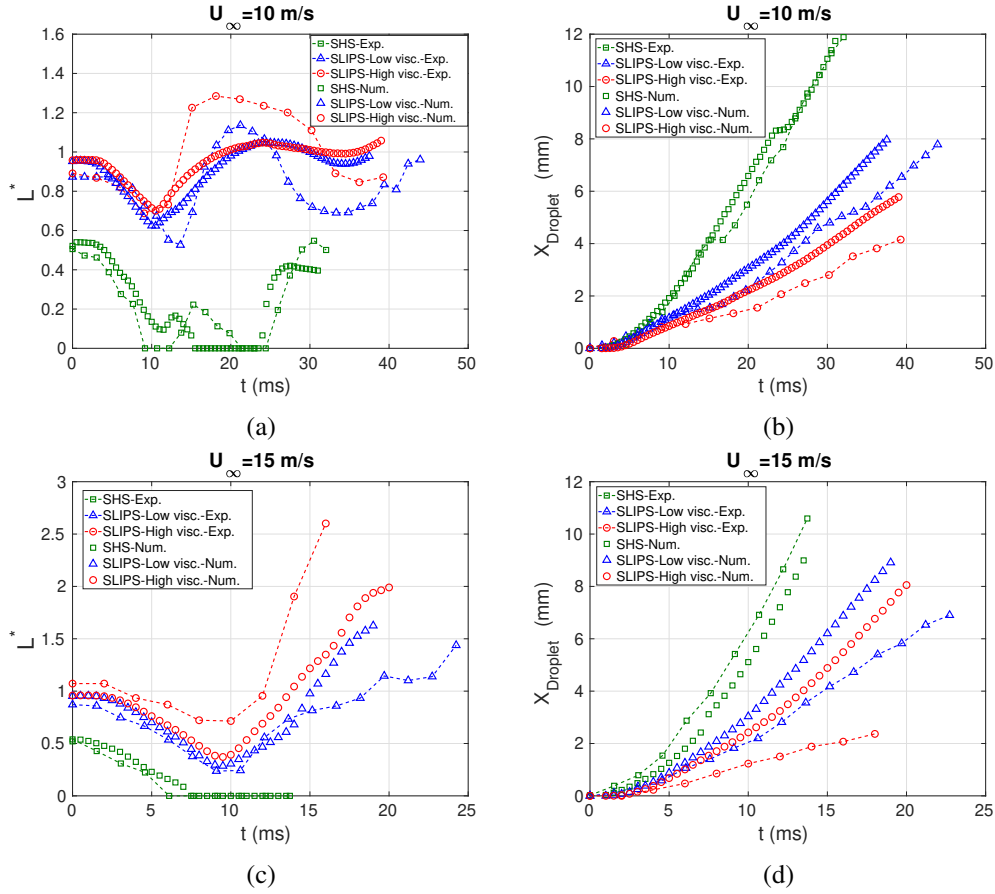 U∞=10 m/s
L*
1.6
1.4
1.2
1
0.8
0.6
0.4
0.2
0
SHS-Exp.
SLIPS-Low visc.-Exp.
SLIPS-High visc.-Exp.
SHS-Num.
SLIPS-Low visc.-Num.
SLIPS-High visc.-Num.
0 10 20 30 40 50
t (ms)
(a)
U∞=10 m/s
X Droplet (mm)
12
10
8
6
4
2
0
SHS-Exp.
SLIPS-Low visc.-Exp.
SLIPS-High visc.-Exp.
SHS-Num.
SLIPS-Low visc.-Num.
SLIPS-High visc.-Num.
0 10 20 30 40 50
t (ms)
(b)
U∞=15 m/s
L*
3
2.5
2
1.5
1
0.5
0
SHS-Exp.
SLIPS-Low visc.-Exp.
SLIPS-High visc.-Exp.
SHS-Num.
SLIPS-Low visc.-Num.
SLIPS-High visc.-Num.
0 5 10 15 20 25
t (ms)
(c)
U∞=15 m/s
X Droplet (mm)
12
10
8
6
4
2
0
SHS-Exp.
SLIPS-Low visc.-Exp.
SLIPS-High visc.-Exp.
SHS-Num.
SLIPS-Low visc.-Num.
SLIPS-High visc.-Num.
0 5 10 15 20 25
t (ms)
(d)